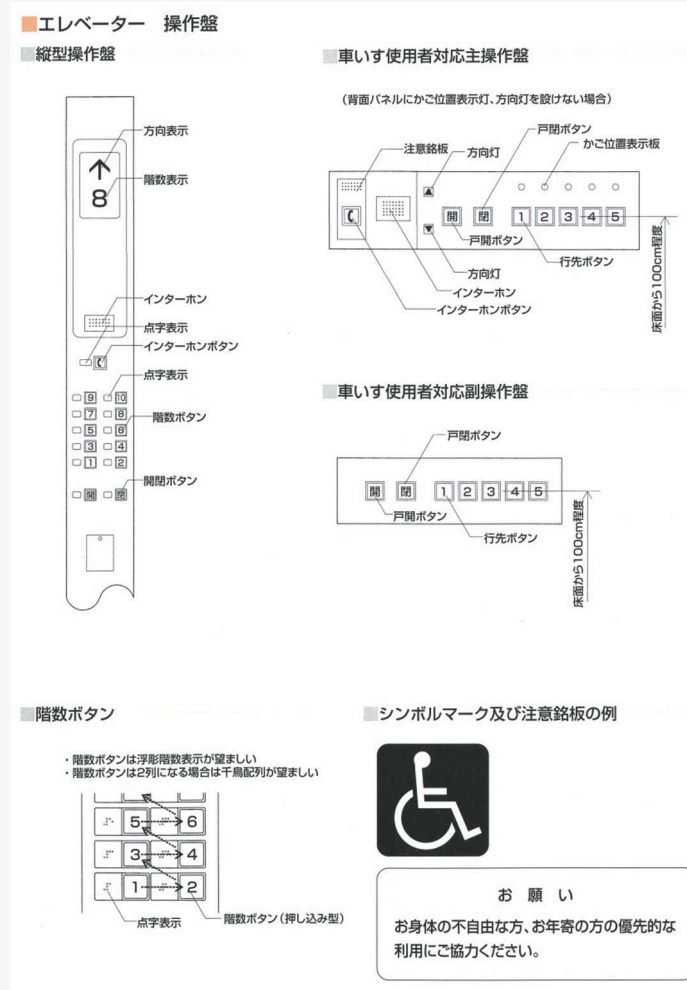 エレベーター　操作盤
縦型操作盤
方向表示
8
階数表示
インターホン
点字表示
インターホンボタン
点字表示
9 10
7 8
階数ボタン
5 6
3 4
1 2
開閉ボタン
開 閉
車いす使用者対応主操作盤
(背面パネルにかご位置表示灯、方向灯を設けない場合)
戸閉ボタン
かご位置表示板
注意銘板
方向灯
開 閉 1 2 3 4 5
戸開ボタン
行先ボタン
方向灯
インターホン
インターホンボタン
床面から100cm程度
車いす使用者対応副操作盤
戸閉ボタン
開 閉 1 2 3 4 5
戸開ボタン
行先ボタン
床面から100cm程度
階数ボタン
・階数ボタンは浮彫階数表示が望ましい
・階数ボタンは2列になる場合は千鳥配列が望ましい
5 6
3 4
1 2
点字表示
階数ボタン(押し込み型)
シンボルマーク及び注意銘板の例
お 願 い
お身体の不自由な方、お年寄の方の優先的な
利用にご協力ください。